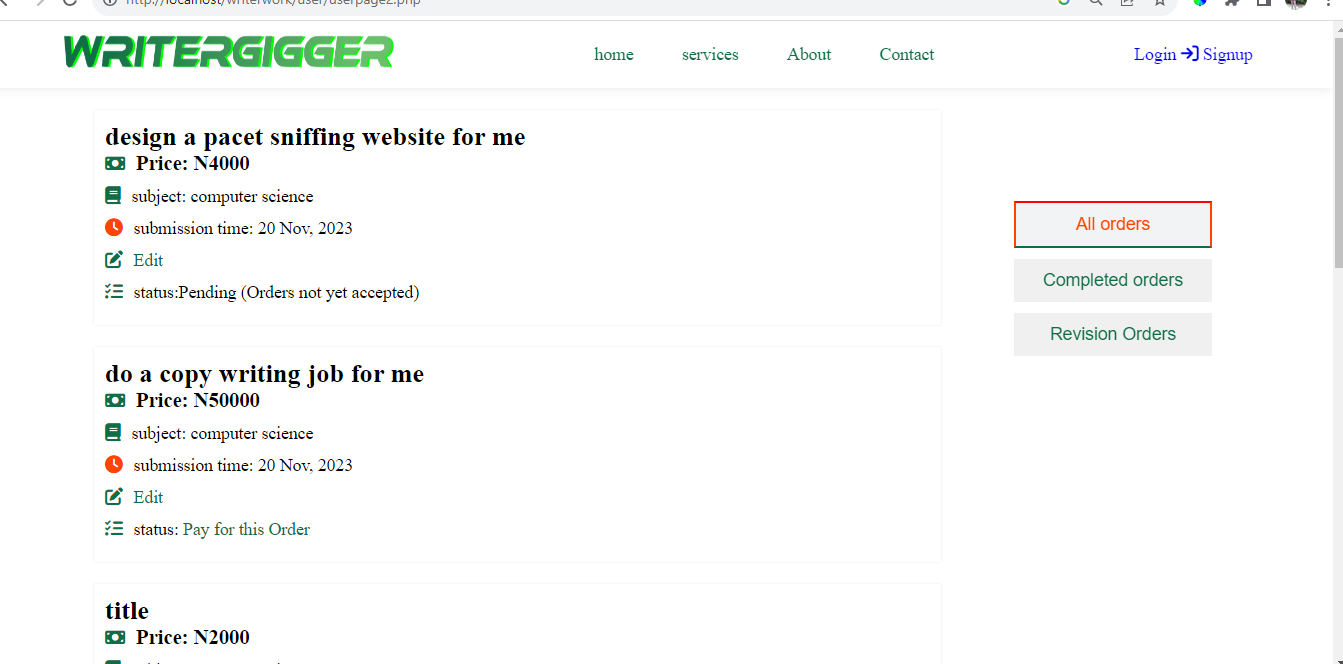 http://localhost/writerwork/user/userpage2.php
WRITERGIGGER
home services About Contact
Login Signup
design a pacet sniffing website for me
Price: N4000
subject: computer science
submission time: 20 Nov, 2023
Edit
status:Pending (Orders not yet accepted)
All orders
Completed orders
Revision Orders
do a copy writing job for me
Price: N50000
subject: computer science
submission time: 20 Nov, 2023
Edit
status: Pay for this Order
title
Price: N2000